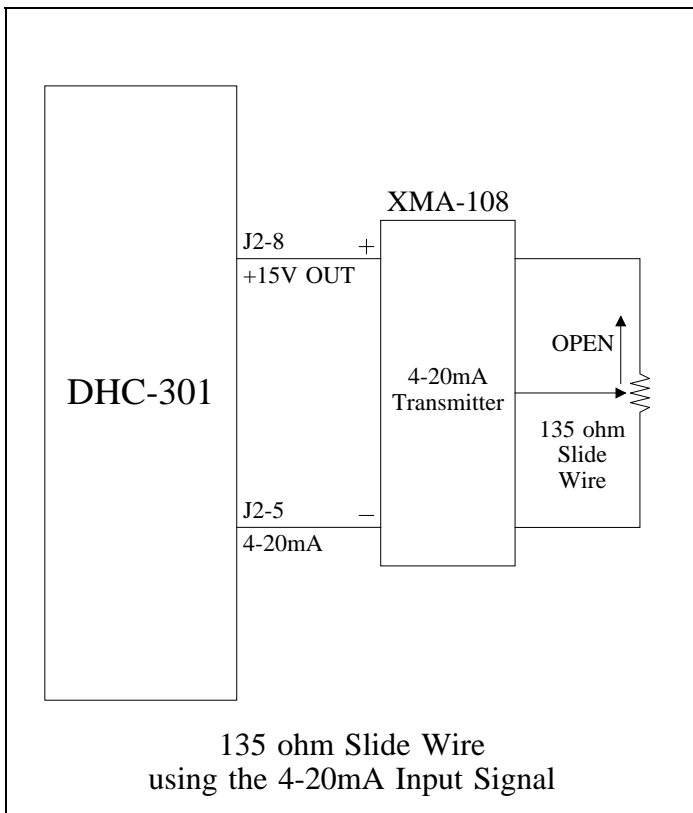 XMA-108
J2-8
+
+15V OUT
OPEN
DHC-301
4-20mA
Transmitter
135 ohm
Slide
Wire
J2-5
−
4-20mA
135 ohm Slide Wire
using the 4-20mA Input Signal